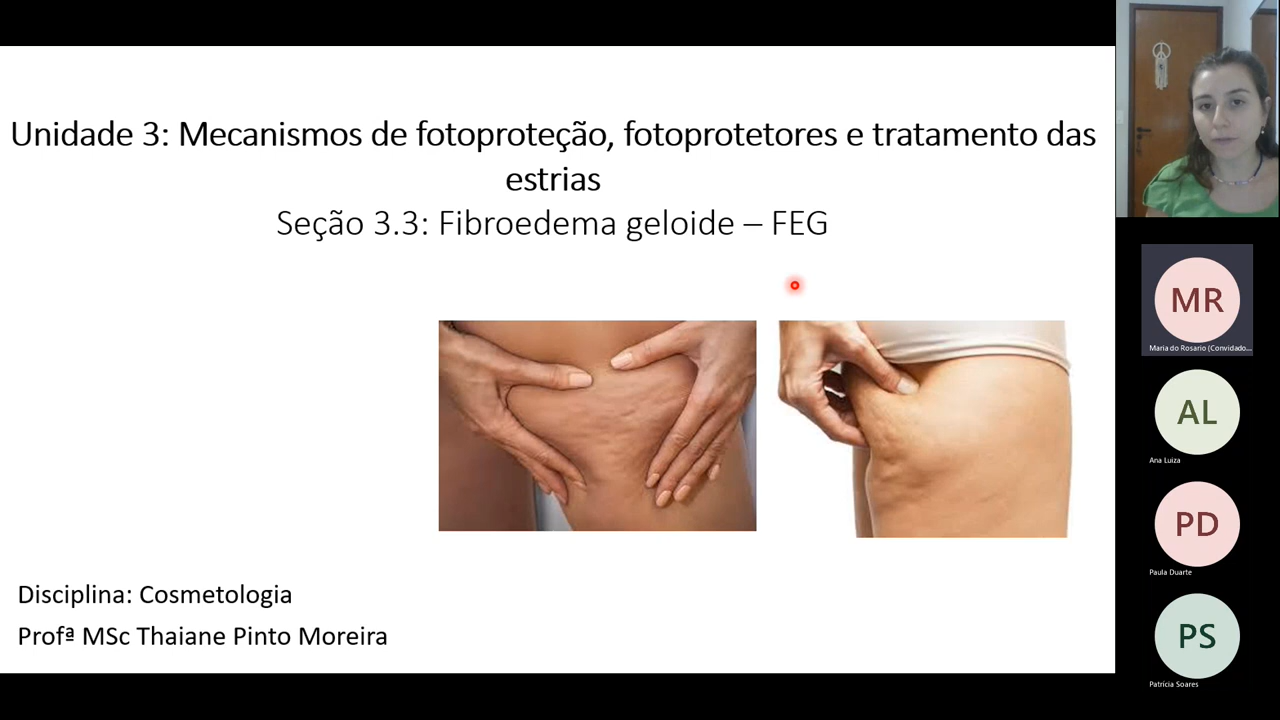 Unidade 3: Mecanismos de fotoproteção, fotoprotetores e tratamento das
estrias
Seção 3.3: Fibroedema geloide – FEG
Disciplina: Cosmetologia
Profª MSc Thaiane Pinto Moreira
MR
Maria do Rosario (Convidado...
AL
Ana Luiza
PD
Paula Duarte
PS
Patrícia Soares